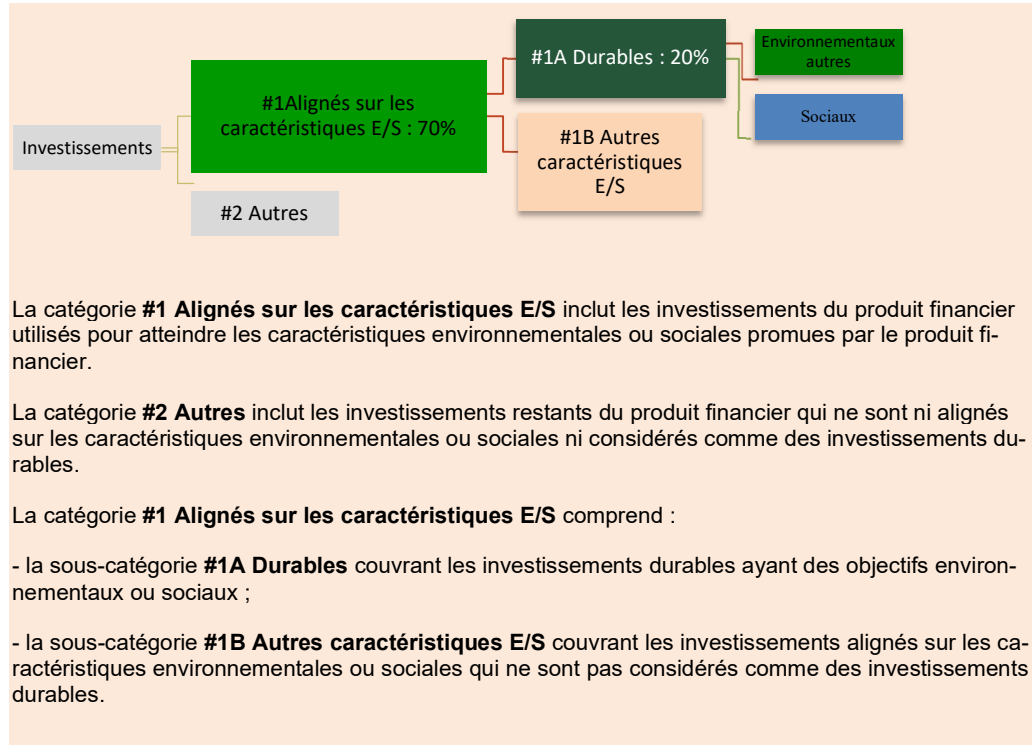 #1A Durables : 20%
Environnementaux
autres
#1Alignés sur les
caractéristiques E/S : 70%
Sociaux
Investissements
#1B Autres
caractéristiques
E/S
#2 Autres
La catégorie #1 Alignés sur les caractéristiques E/S inclut les investissements du produit financier
utilisés pour atteindre les caractéristiques environnementales ou sociales promues par le produit fi-
nancier.
La catégorie #2 Autres inclut les investissements restants du produit financier qui ne sont ni alignés
sur les caractéristiques environnementales ou sociales ni considérés comme des investissements du-
rables.
La catégorie #1 Alignés sur les caractéristiques E/S comprend :
- la sous-catégorie #1A Durables couvrant les investissements durables ayant des objectifs environ-
nementaux ou sociaux ;
- la sous-catégorie #1B Autres caractéristiques E/S couvrant les investissements alignés sur les ca-
ractéristiques environnementales ou sociales qui ne sont pas considérés comme des investissements
durables.